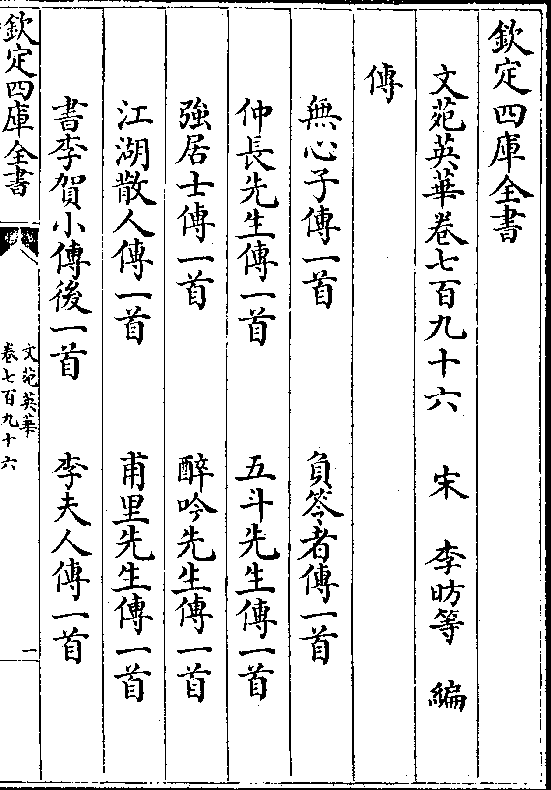 欽定四庫全書
文苑英華卷七百九十六　宋　李昉等　編
傳
無心子傳一首　負笭者傳一首
仲長先生傳一首　五斗先生傳一首
強居士傳一首　醉吟先生傳一首
江湖散人傳一首　甫里先生傳一首
書李賀小傳後一首　李夫人傳一首
欽定四庫全書
文苑英華
卷七百九十六
一